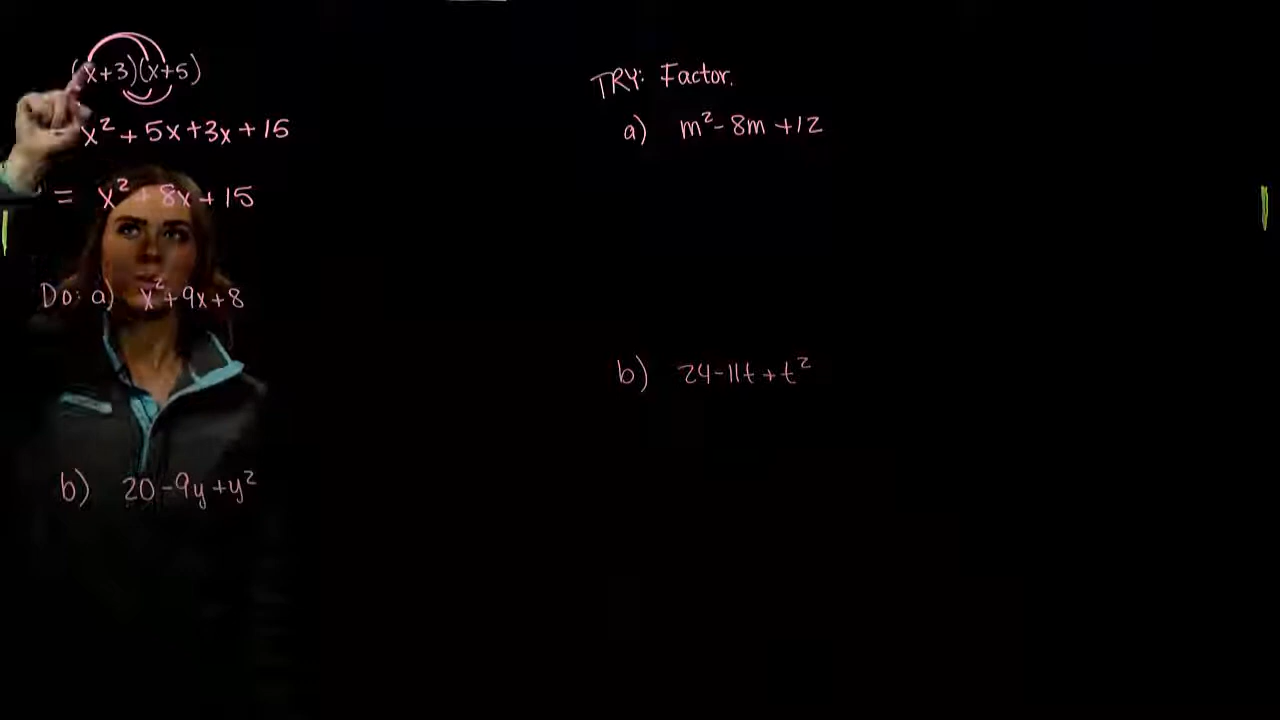 (x+3)(x+5)
x² + 5x + 3x + 15
= x² + 8x + 15
Do: a) x² + 9x + 8
b) 20 - 9y + y²
TRY: Factor.
a) m² - 8m + 12
b) 24 - 11t + t²